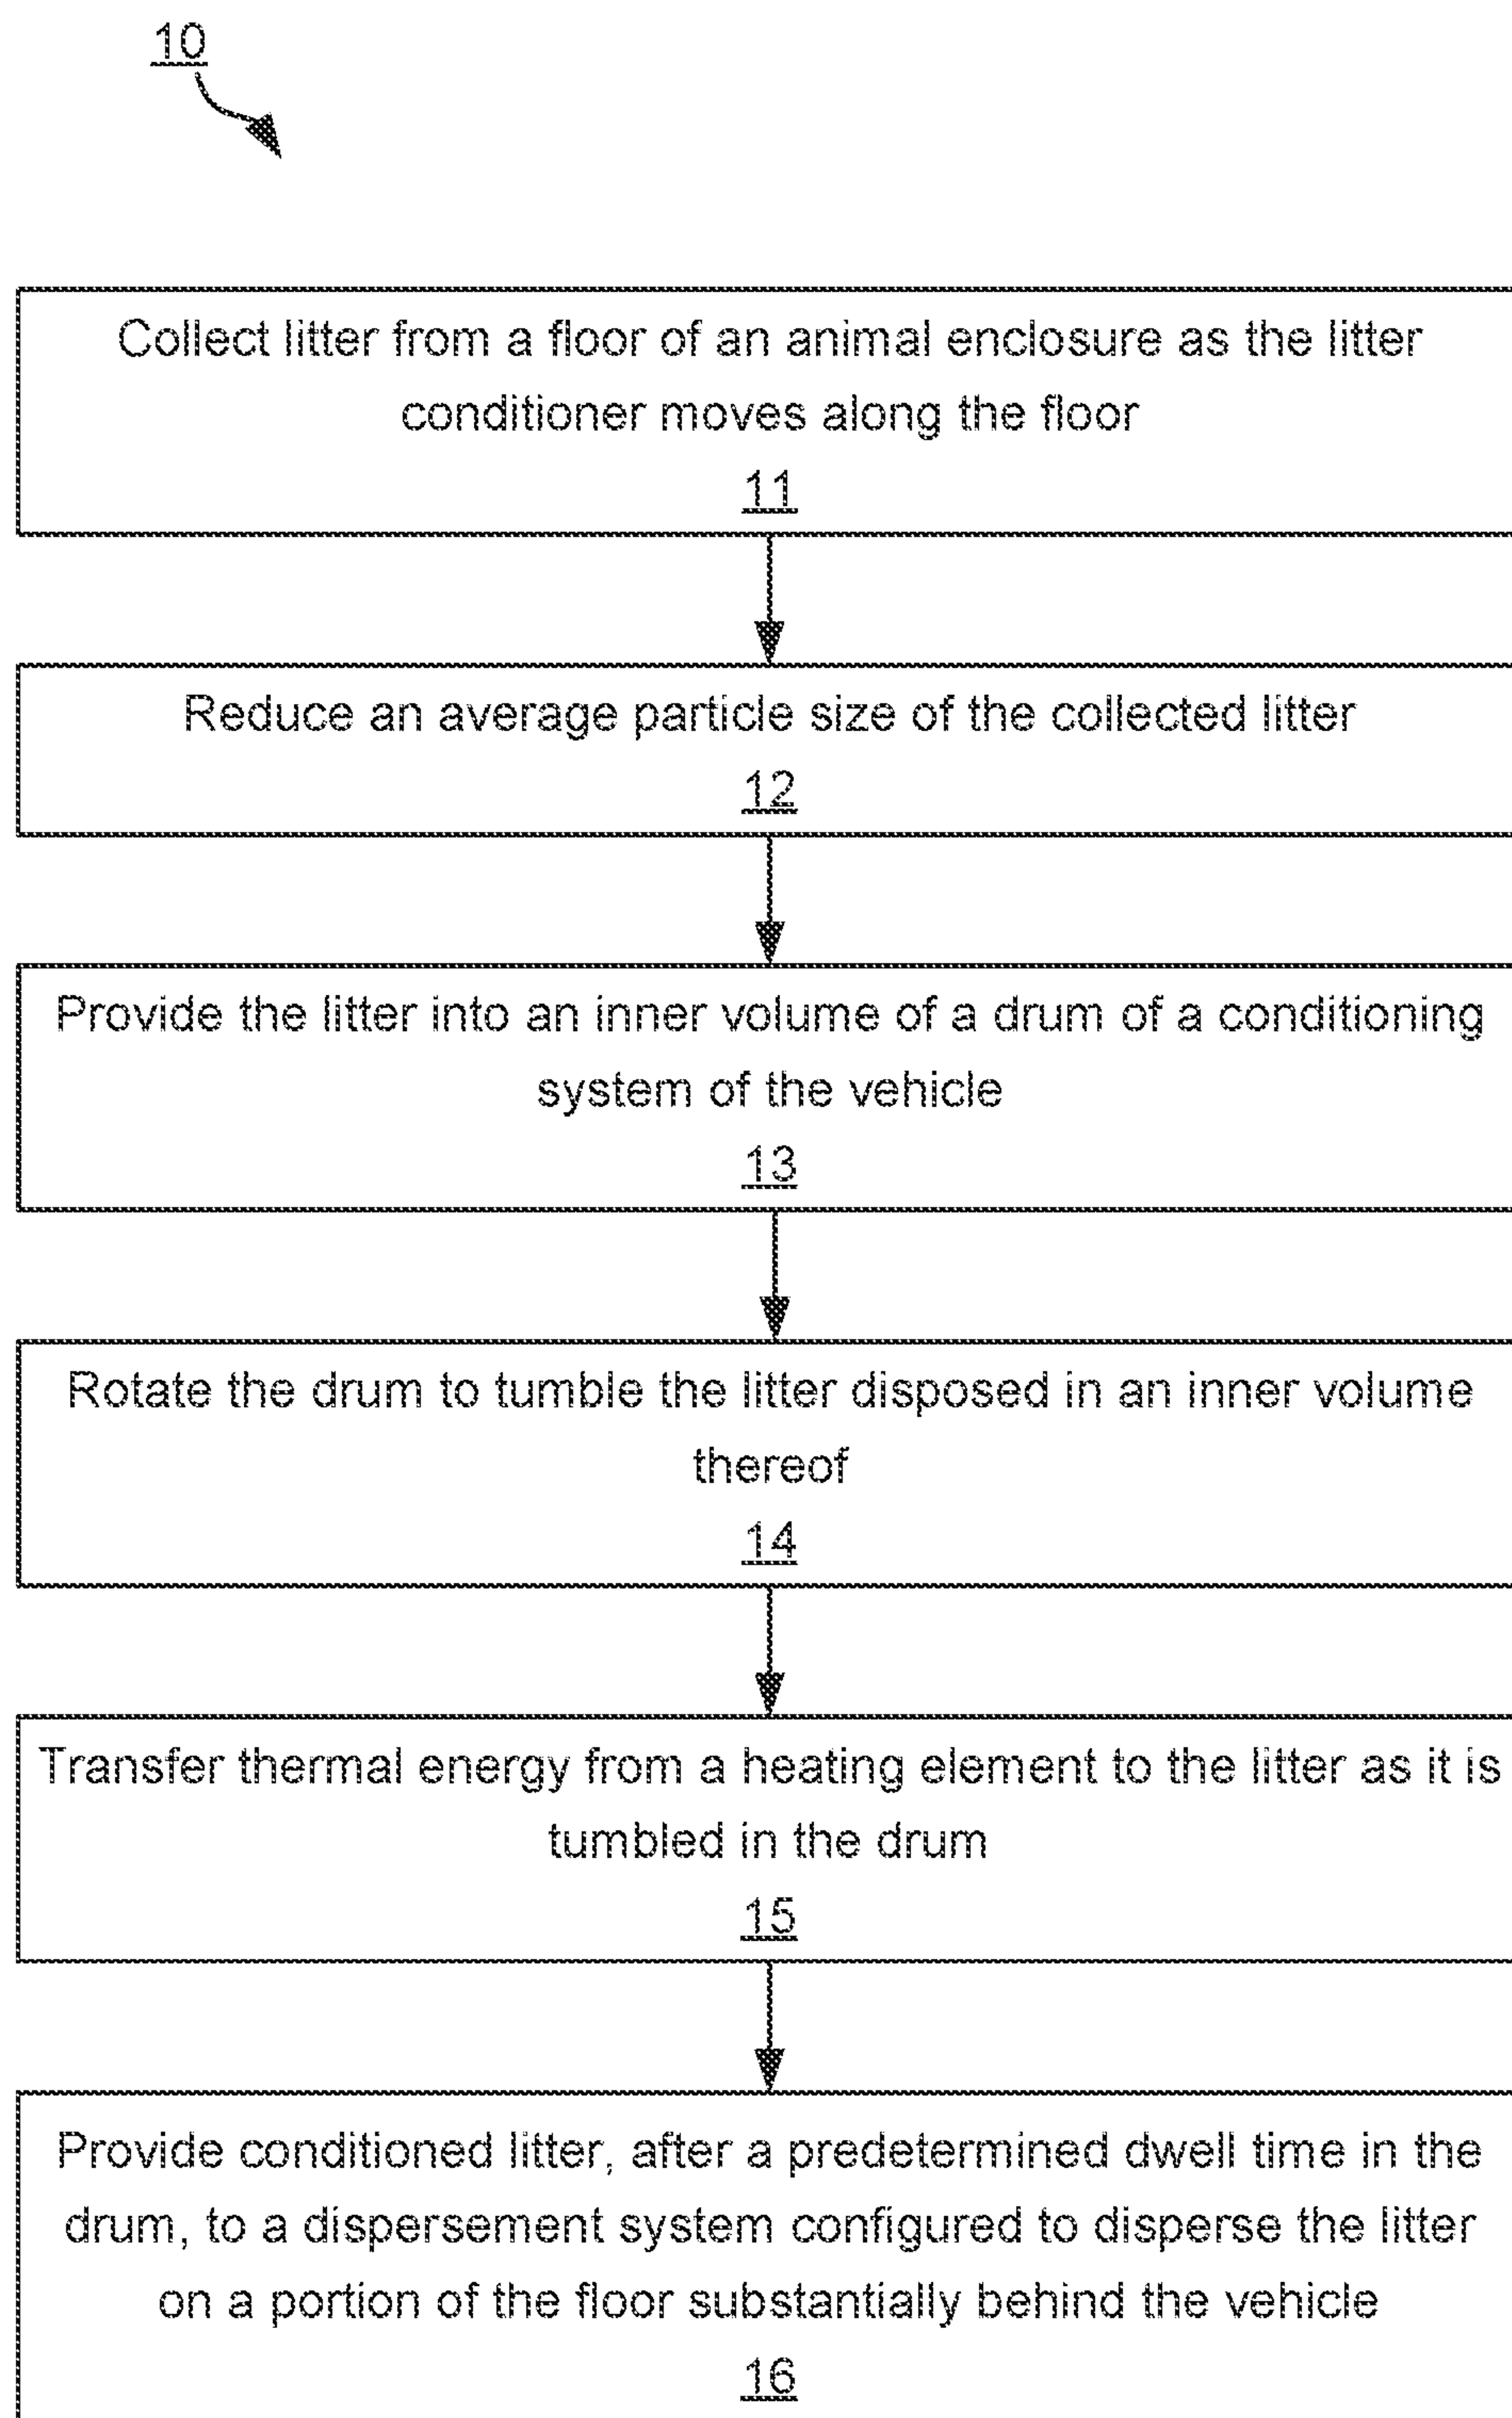 10
Collect litter from a floor of an animal enclosure as the litter
conditioner moves along the floor
11
Reduce an average particle size of the collected litter
12
Provide the litter into an inner volume of a drum of a conditioning
system of the vehicle
13
Rotate the drum to tumble the litter disposed in an inner volume
thereof
14
Transfer thermal energy from a heating element to the litter as it is
tumbled in the drum
15
Provide conditioned litter, after a predetermined dwell time in the
drum, to a dispersement system configured to disperse the litter
on a portion of the floor substantially behind the vehicle
16